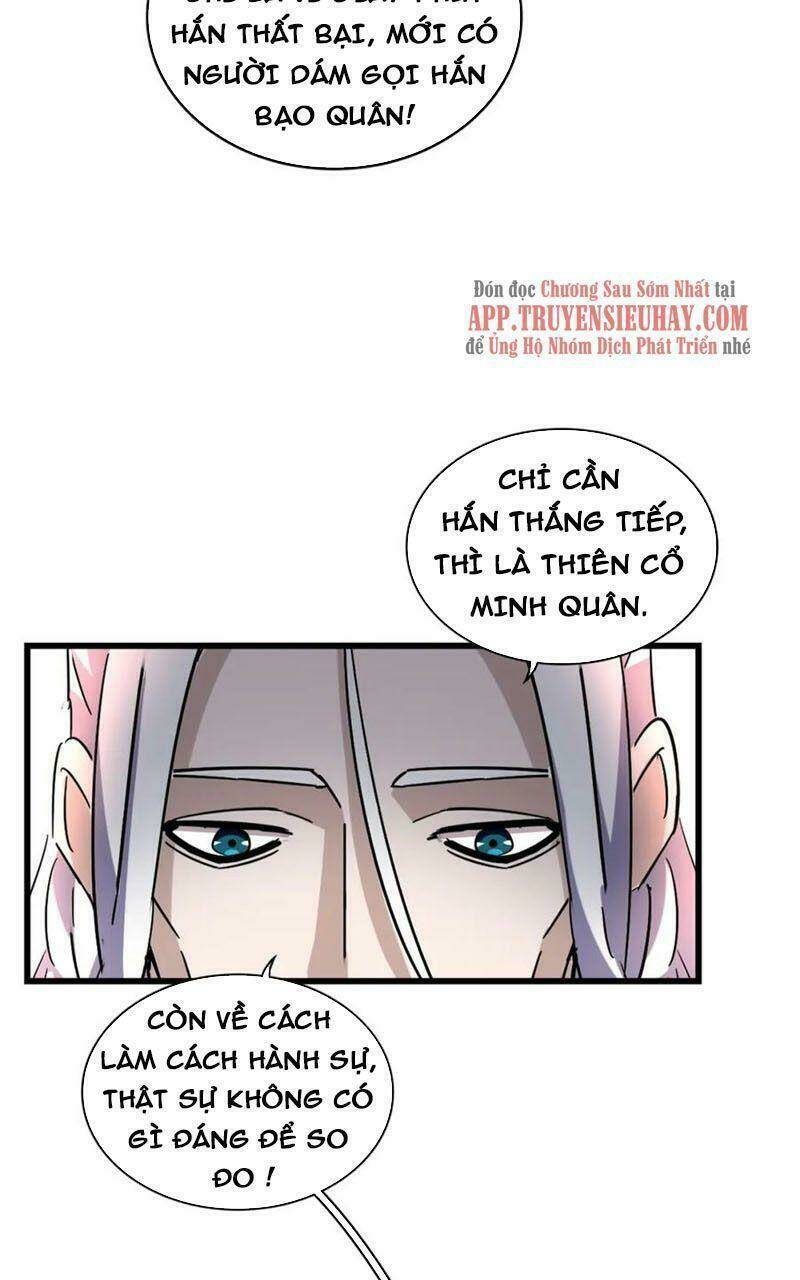 HẮN THẤT BẠI, MỚI CÓ
NGƯỜI DÁM GỌI HẮN
BẠO QUÂN!
Đón đọc Chương Sau Sớm Nhất tại
APP.TRUYENSIEUHAY.COM
để Ủng Hộ Nhóm Dịch Phát Triển nhé
CHỈ CẦN
HẮN THẮNG TIẾP,
THÌ LÀ THIÊN CỔ
MINH QUÂN.
CÒN VỀ CÁCH
LÀM CÁCH HÀNH SỰ,
THẬT SỰ KHÔNG CÓ
GÌ ĐÁNG ĐỂ SO
ĐO !